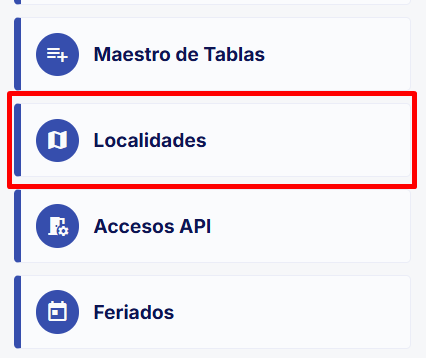 Maestro de Tablas
Localidades
Accesos API
Feriados